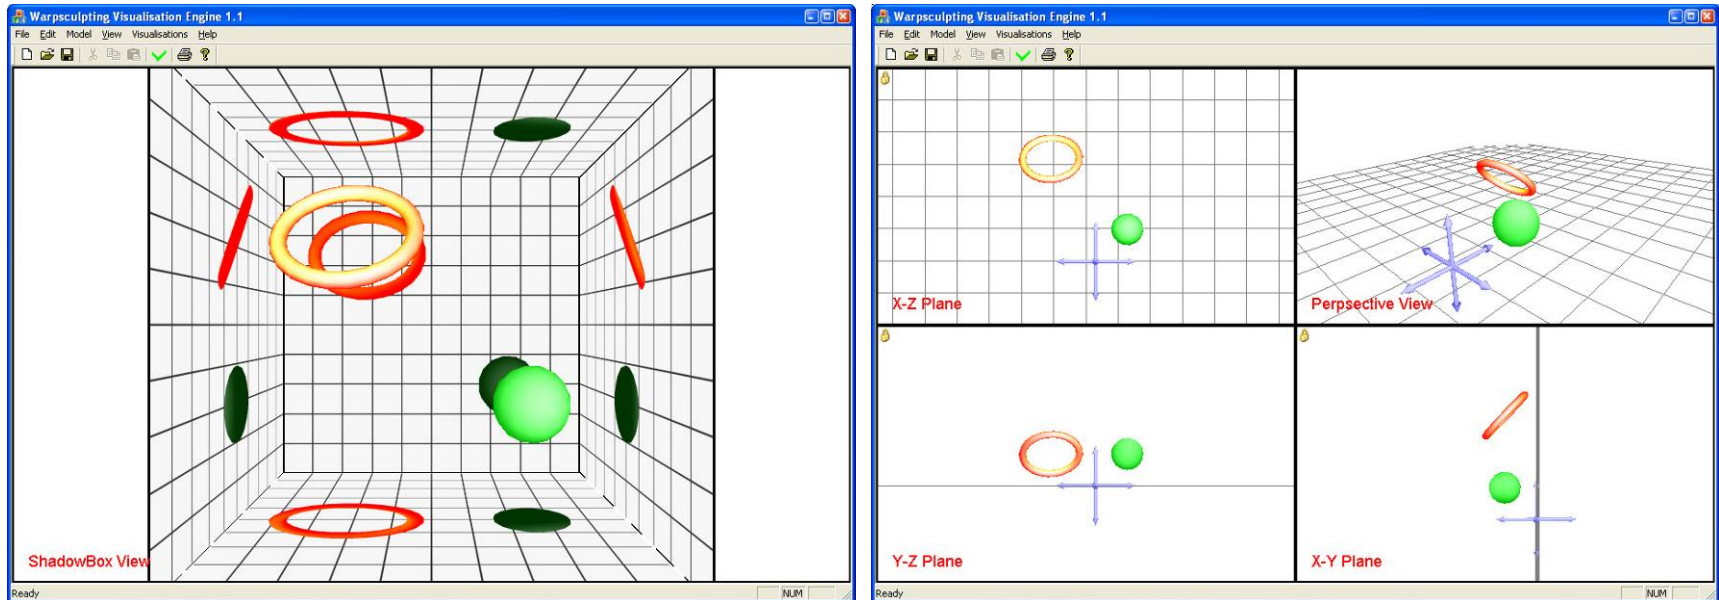 Warpsculpting Visualisation Engine 1.1
File Edit Model View Visualisations Help
ShadowBox View
Ready
NUM
Warpsculpting Visualisation Engine 1.1
File Edit Model View Visualisations Help
X-Z Plane
Perpsective View
Y-Z Plane
X-Y Plane
Ready
NUM